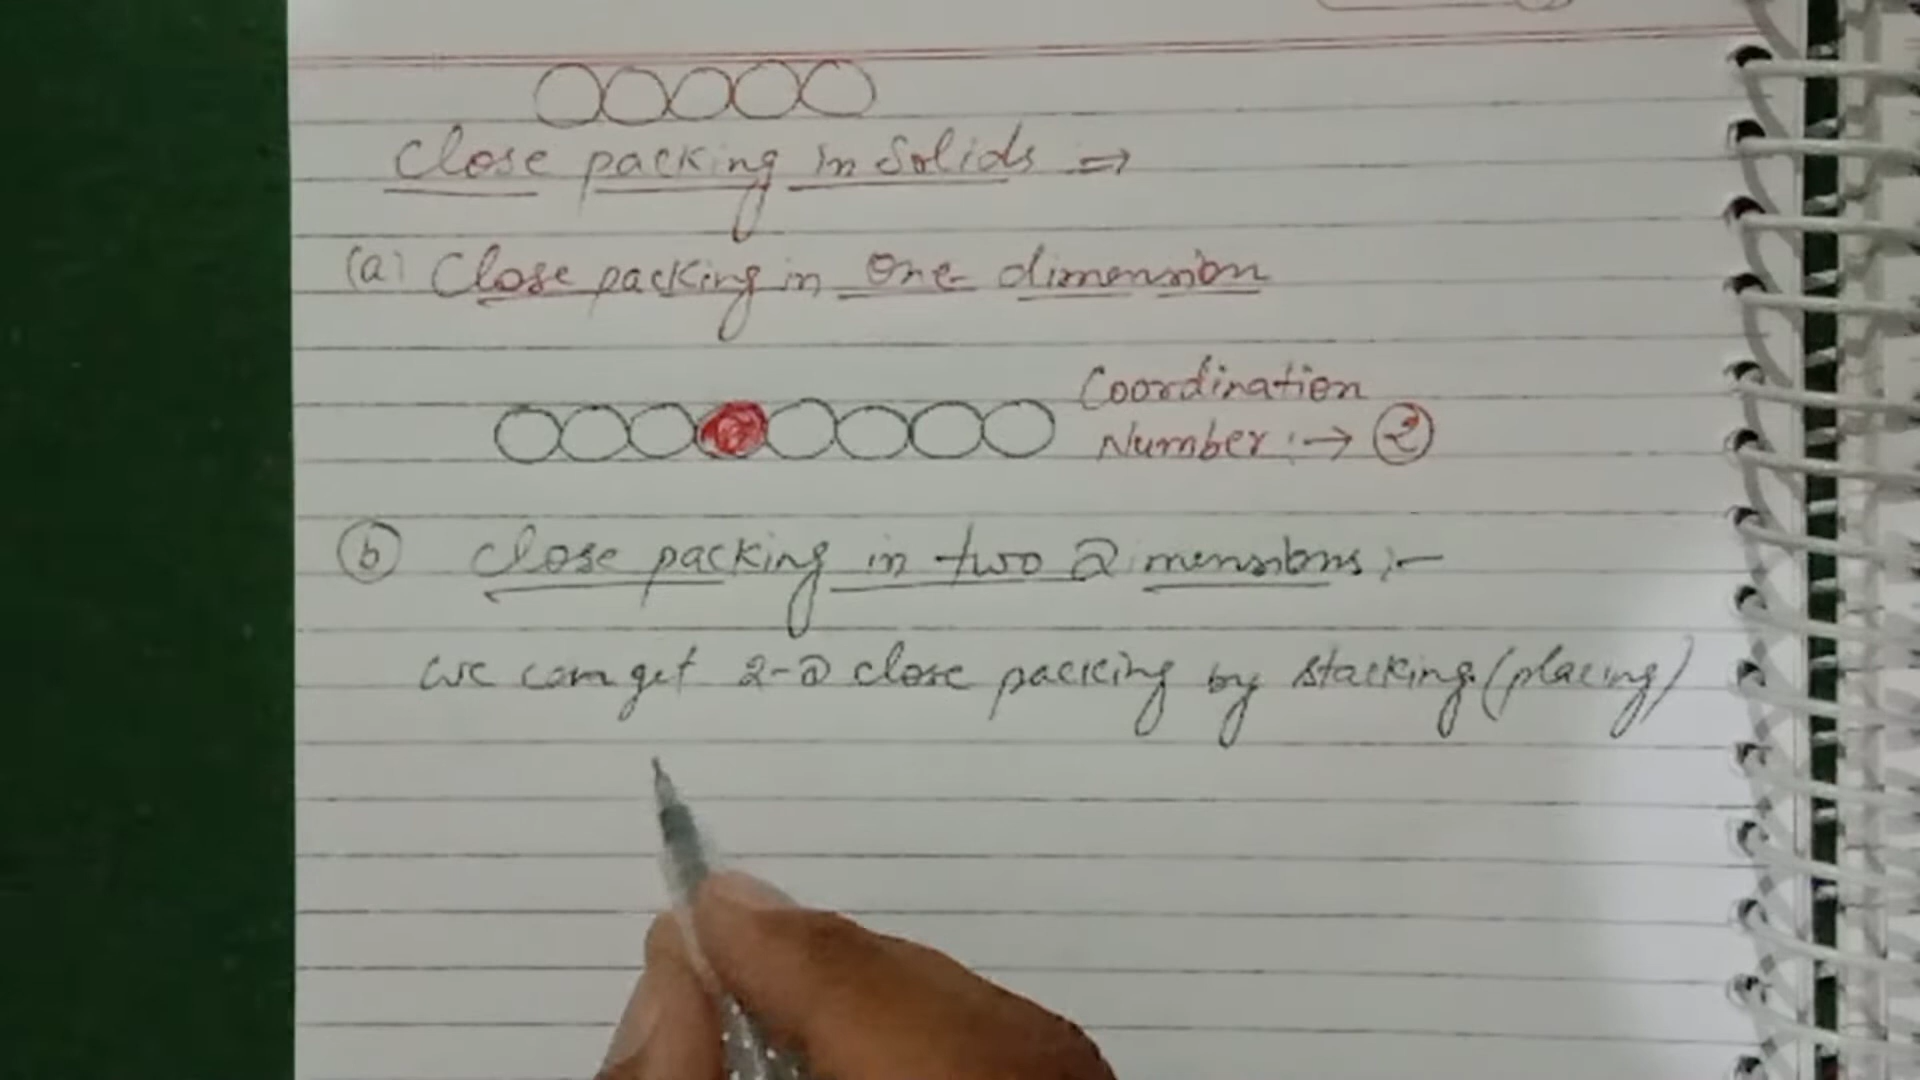 Close packing in Solids ⇒
(a) Close packing in One dimension
Coordination
Number :→ 2
(b) close packing in two Dimensions :-
we can get 2-D close packing by stacking (placing)